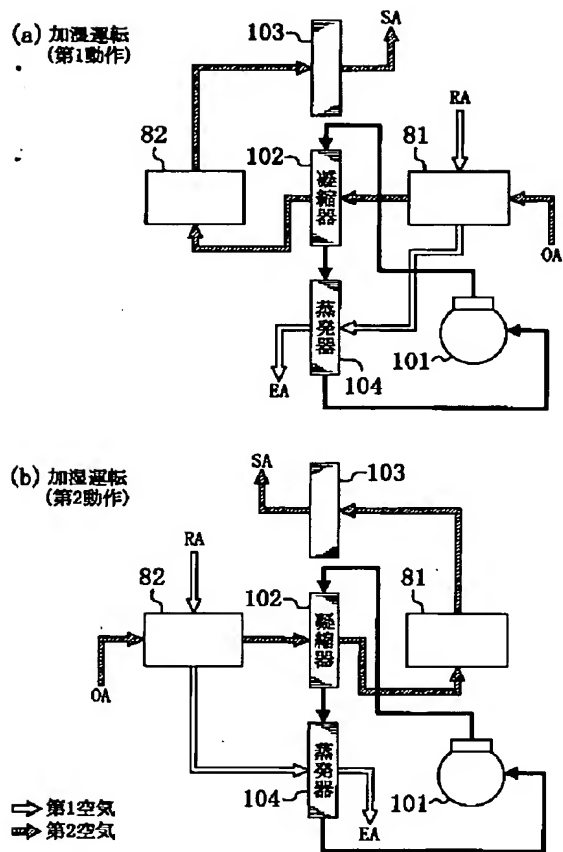 (a) 加湿運転
(第1動作)
103
SA
RA
82
102
81
凝縮器
OA
蒸発器
101
104
EA
(b) 加湿運転
(第2動作)
SA
103
RA
82
102
81
凝縮器
OA
蒸発器
104
101
EA
第1空気
第2空気